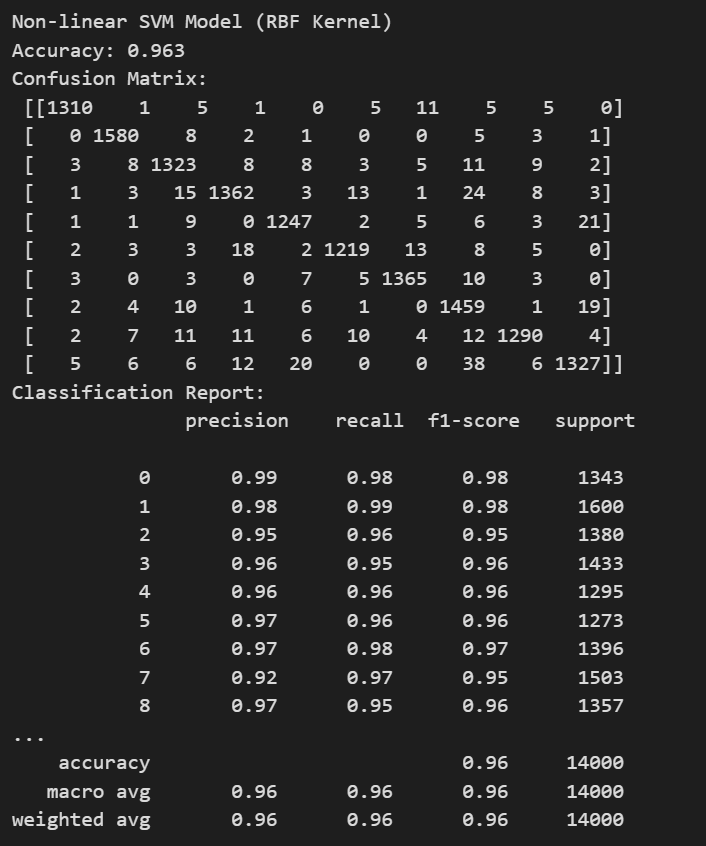 Non-linear SVM Model (RBF Kernel)
Accuracy: 0.963
Confusion Matrix:
[[1310 1 5 1 0 5 11 5 5 0]
[ 0 1580 8 2 1 0 0 5 3 1]
[ 3 8 1323 8 8 3 5 11 9 2]
[ 1 3 15 1362 3 13 1 24 8 3]
[ 1 1 9 0 1247 2 5 6 3 21]
[ 2 3 3 18 2 1219 13 8 5 0]
[ 3 0 3 0 7 5 1365 10 3 0]
[ 2 4 10 1 6 1 0 1459 1 19]
[ 2 7 11 11 6 10 4 12 1290 4]
[ 5 6 6 12 20 0 0 38 6 1327]]
Classification Report:
precision recall f1-score support
0 0.99 0.98 0.98 1343
1 0.98 0.99 0.98 1600
2 0.95 0.96 0.95 1380
3 0.96 0.95 0.96 1433
4 0.96 0.96 0.96 1295
5 0.97 0.96 0.96 1273
6 0.97 0.98 0.97 1396
7 0.92 0.97 0.95 1503
8 0.97 0.95 0.96 1357
...
accuracy 0.96 14000
macro avg 0.96 0.96 0.96 14000
weighted avg 0.96 0.96 0.96 14000